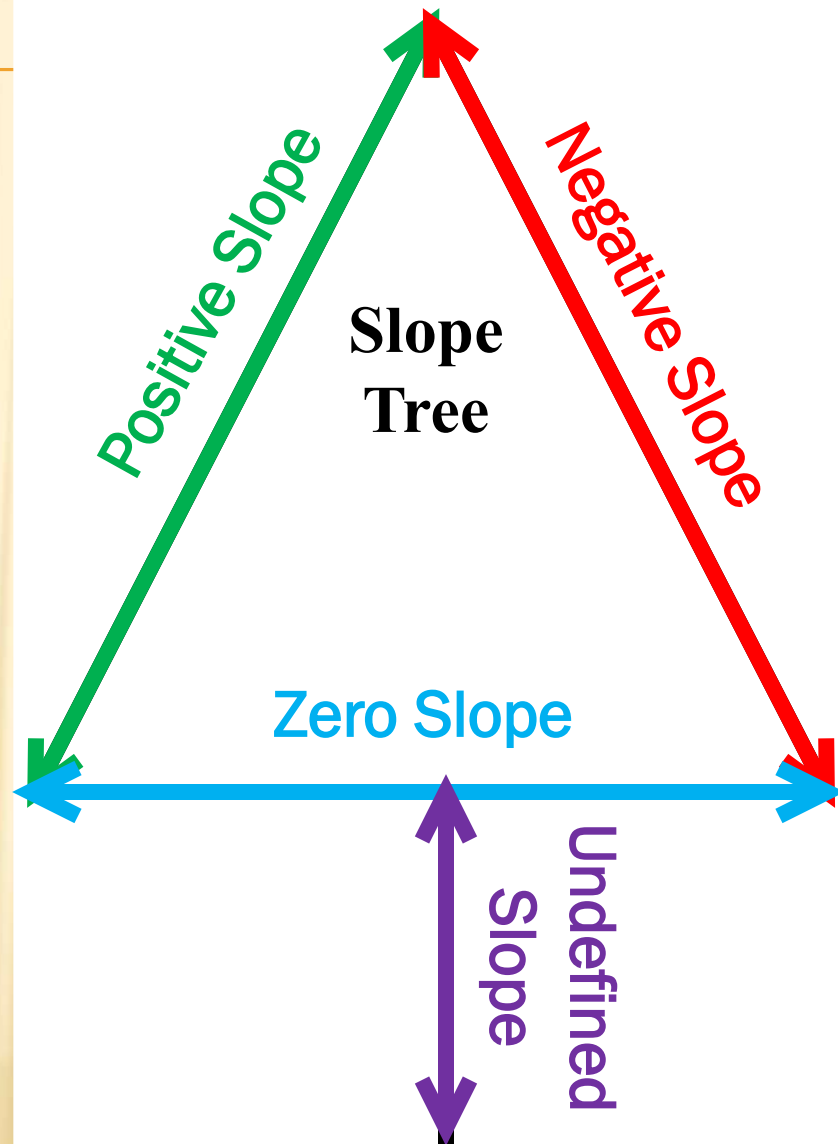 Positive Slope
Negative Slope
Slope
Tree
Zero Slope
Undefined
Slope